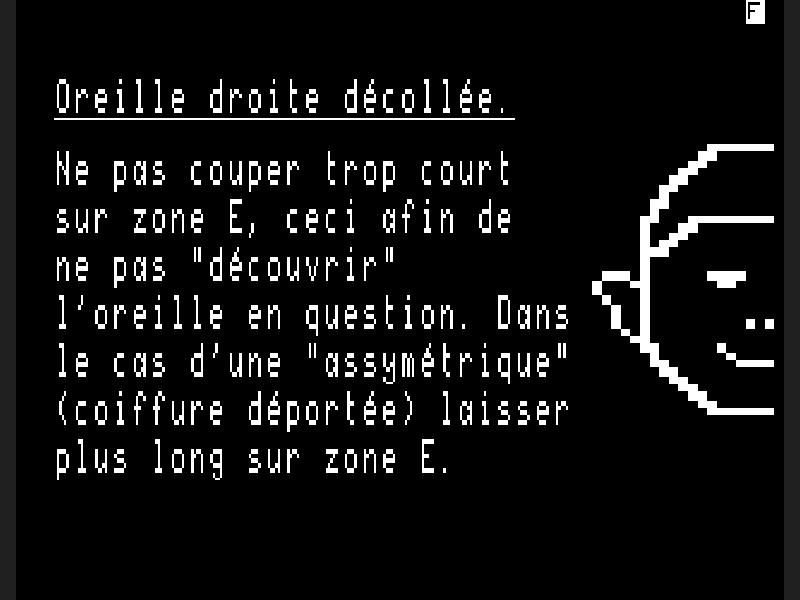 F
Oreille droite décollée.
Ne pas couper trop court
sur zone E, ceci afin de
ne pas "découvrir"
l'oreille en question. Dans
le cas d'une "assymétrique"
(coiffure déportée) laisser
plus long sur zone E.